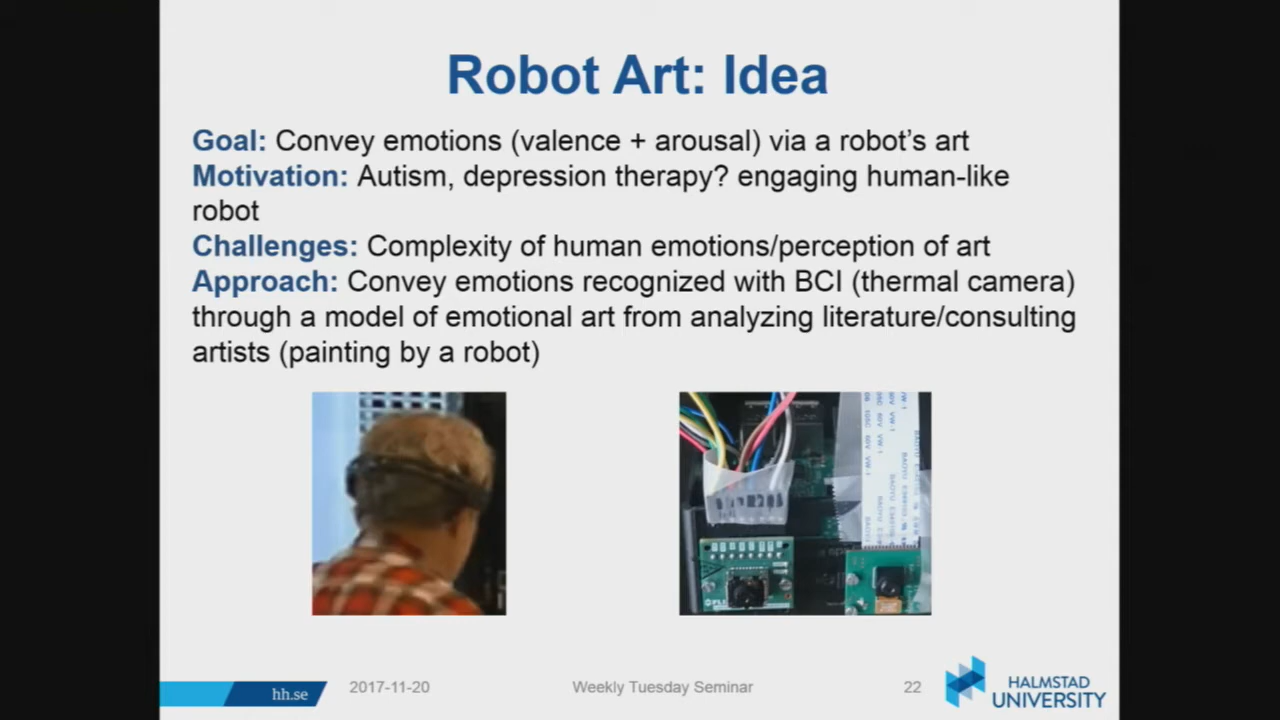 Robot Art: Idea
Goal: Convey emotions (valence + arousal) via a robot’s art
Motivation: Autism, depression therapy? engaging human-like
robot
Challenges: Complexity of human emotions/perception of art
Approach: Convey emotions recognized with BCI (thermal camera)
through a model of emotional art from analyzing literature/consulting
artists (painting by a robot)
hh.se
2017-11-20
Weekly Tuesday Seminar
22
HALMSTAD
UNIVERSITY